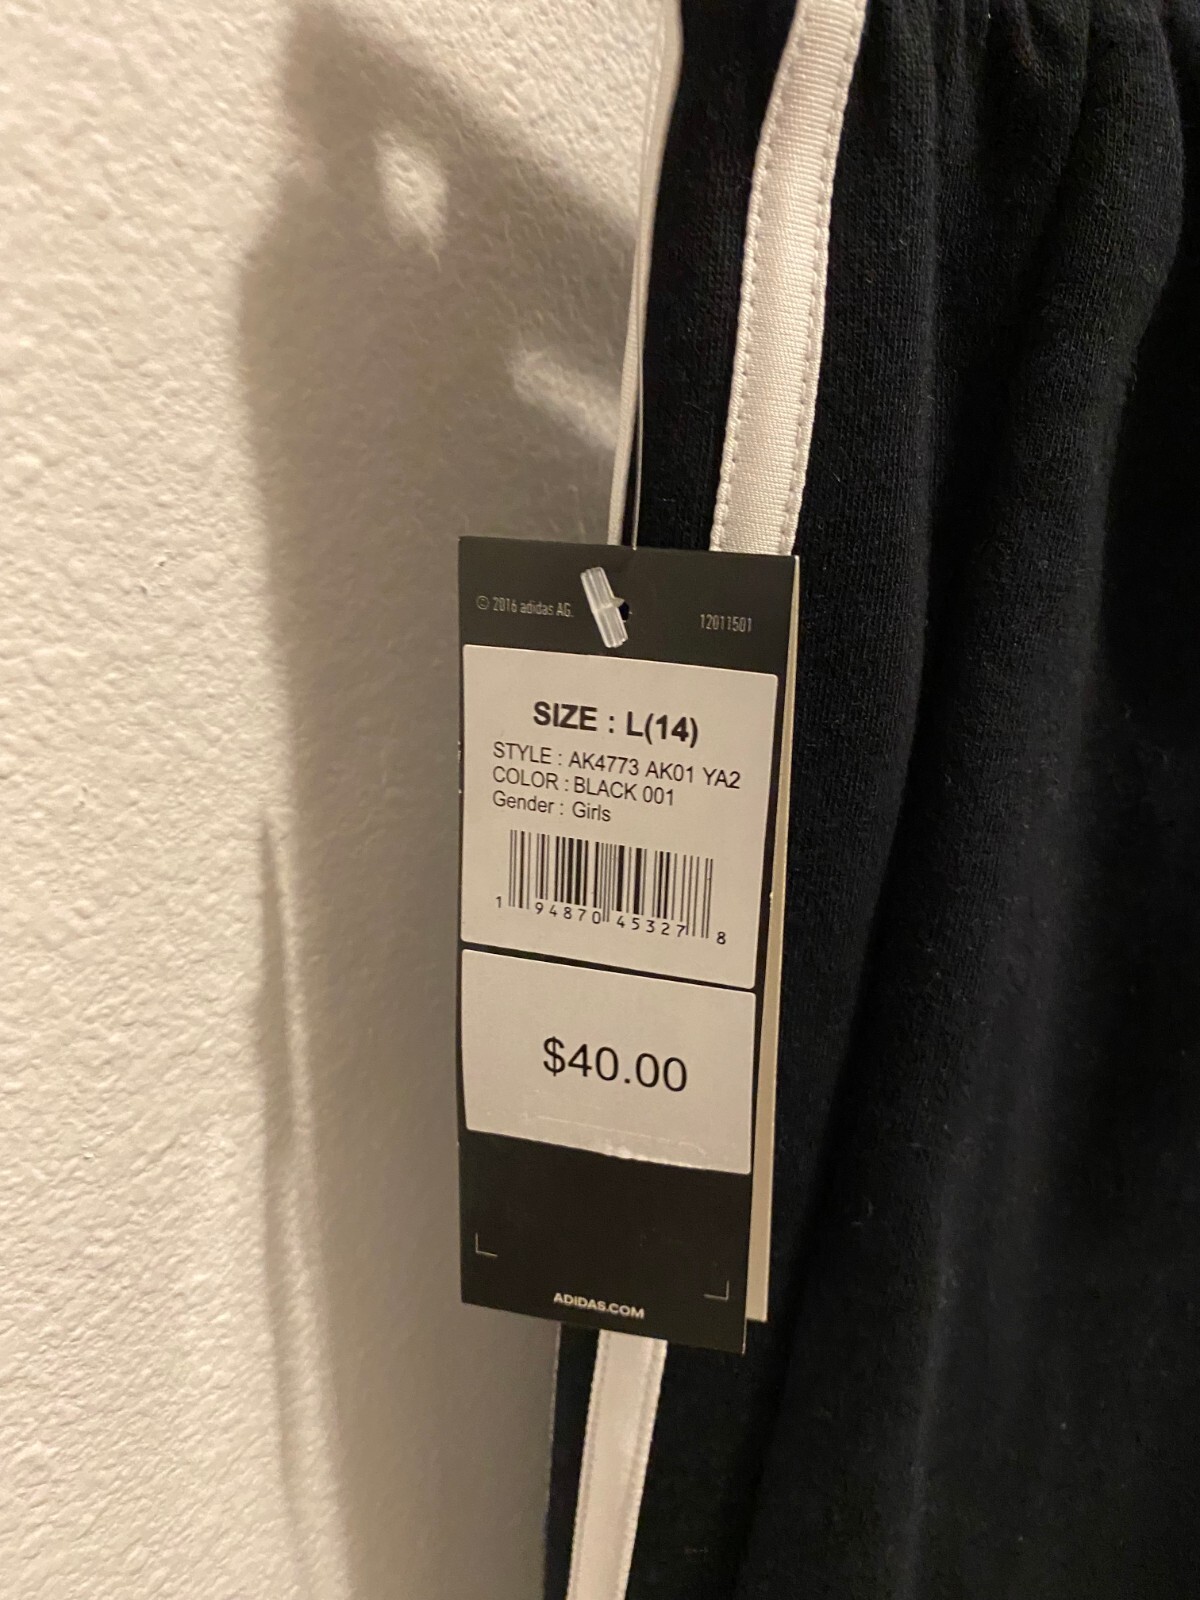 © 2016 adidas AG.
12011501
SIZE : L(14)
STYLE : AK4773 AK01 YA2
COLOR : BLACK 001
Gender : Girls
1 94870 45327 8
$40.00
ADIDAS.COM